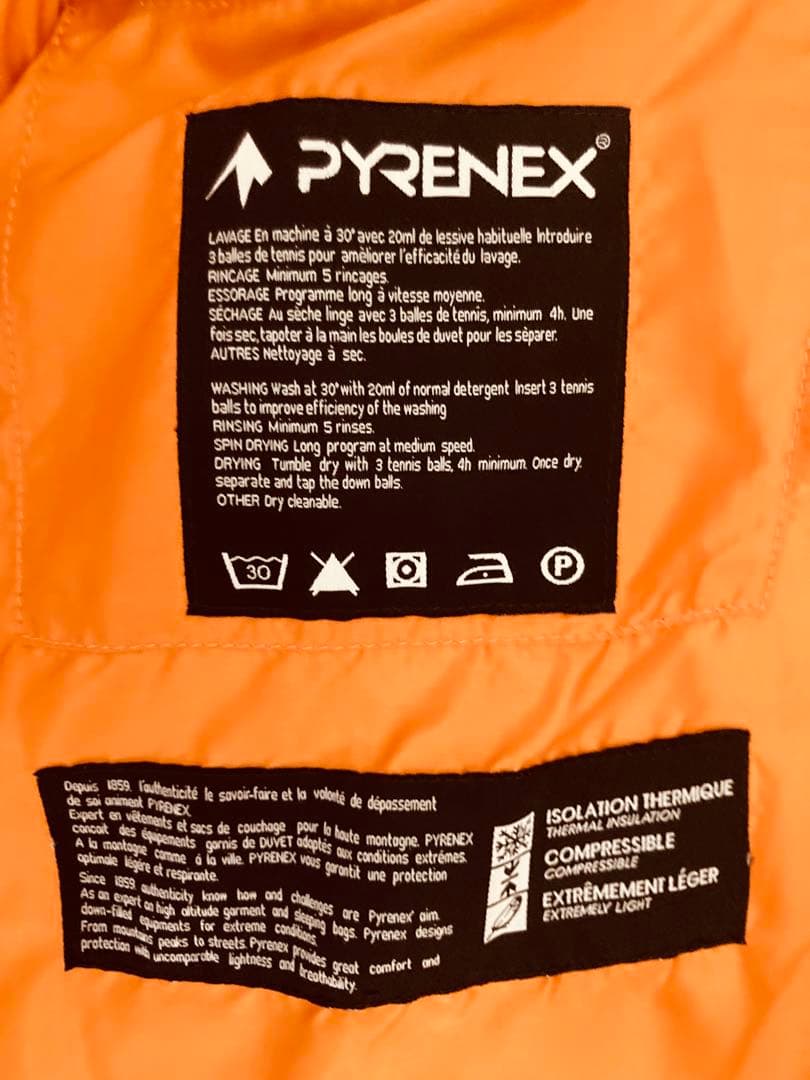 PYRENEX®
LAVAGE En machine à 30° avec 20ml de lessive habituelle Introduire
3 balles de tennis pour amèliorer l'efficacité du lavage.
RINCAGE Minimum 5 rincages.
ESSORAGE Programme long à vitesse moyenne.
SÉCHAGE Au sèche linge avec 3 balles de tennis, minimum 4h. Une
fois sec, tapoter à la main les boules de duvet pour les sèparer.
AUTRES Nettoyage à sec.
WASHING Wash at 30° with 20ml of normal detergent Insert 3 tennis
balls to improve efficiency of the washing
RINSING Minimum 5 rinses.
SPIN DRYING Long program at medium speed.
DRYING Tumble dry with 3 tennis balls, 4h minimum. Once dry,
separate and tap the down balls.
OTHER Dry cleanable.
30
P
Depuis 1859, l'authenticité le savoir-faire et la volonté de dépassement
de soi animent PYRENEX.
Expert en vêtements et sacs de couchage pour la haute montagne. PYRENEX
concoit des équipements garnis de DUVET adaptés aux conditions extrémes.
A la montagne comme á la ville, PYRENEX vous garantit une protection
optimale légère et respirante.
Since 1859, authenticity know how and challenges are Pyrenex' aim.
As an expert on high altitude garment and sleeping bags. Pyrenex designs
down-filled equipments for extreme conditions.
From mountains peaks to streets, Pyrenex provides great comfort and
protection with uncomparable lightness and breathability.
ISOLATION THERMIQUE
THERMAL INSULATION
COMPRESSIBLE
COMPRESSIBLE
EXTRÊMEMENT LÉGER
EXTREMELY LIGHT